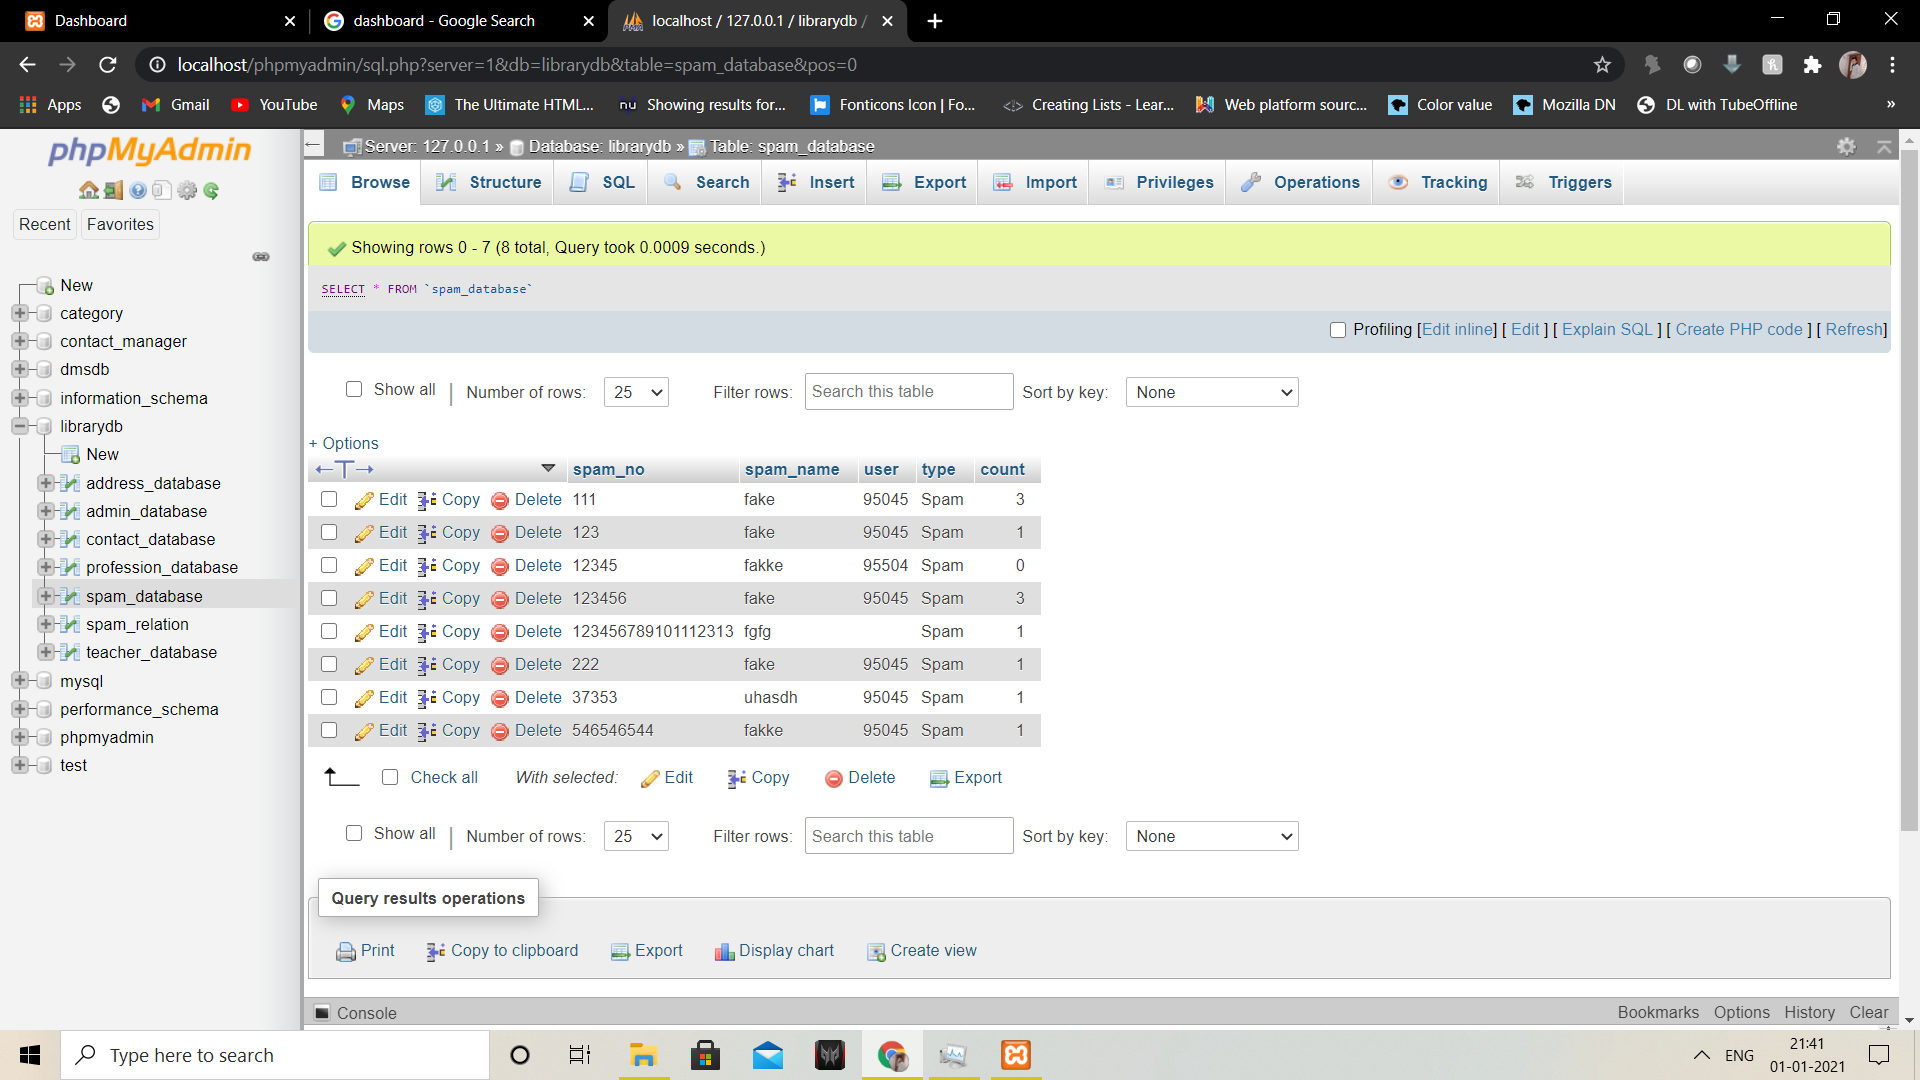 Dashboard
dashboard - Google Search
localhost / 127.0.0.1 / librarydb /
localhost/phpmyadmin/sql.php?server=1&db=librarydb&table=spam_database&pos=0
Apps
Gmail
YouTube
Maps
The Ultimate HTML...
nu Showing results for...
Fonticons Icon | Fo...
Creating Lists - Lear...
Web platform sourc...
Color value
Mozilla DN
DL with TubeOffline
»
phpMyAdmin
Recent
Favorites
New
category
contact_manager
dmsdb
information_schema
librarydb
New
address_database
admin_database
contact_database
profession_database
spam_database
spam_relation
teacher_database
mysql
performance_schema
phpmyadmin
test
Server: 127.0.0.1 » Database: librarydb » Table: spam_database
Browse Structure SQL Search Insert Export Import Privileges Operations Tracking Triggers
Showing rows 0 - 7 (8 total, Query took 0.0009 seconds.)
SELECT * FROM `spam_database`
Profiling [Edit inline] [ Edit ] [ Explain SQL ] [ Create PHP code ] [ Refresh]
Show all | Number of rows: 25 Filter rows: Search this table Sort by key: None
+ Options
←T→ spam_no spam_name user type count
Edit Copy Delete 111 fake 95045 Spam 3
Edit Copy Delete 123 fake 95045 Spam 1
Edit Copy Delete 12345 fakke 95504 Spam 0
Edit Copy Delete 123456 fake 95045 Spam 3
Edit Copy Delete 123456789101112313 fgfg Spam 1
Edit Copy Delete 222 fake 95045 Spam 1
Edit Copy Delete 37353 uhasdh 95045 Spam 1
Edit Copy Delete 546546544 fakke 95045 Spam 1
Check all With selected: Edit Copy Delete Export
Show all | Number of rows: 25 Filter rows: Search this table Sort by key: None
Query results operations
Print Copy to clipboard Export Display chart Create view
Console
Bookmarks Options History Clear
Type here to search
ENG
21:41
01-01-2021